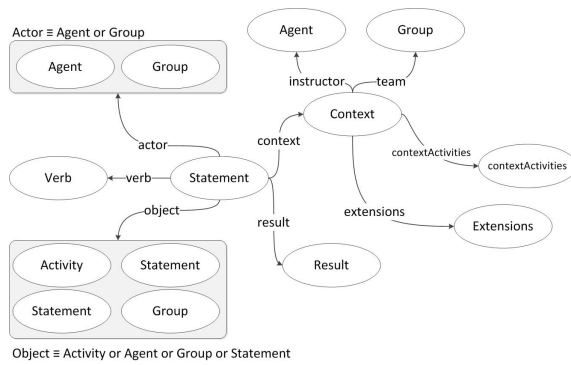 Actor ≡ Agent or Group
Agent
Group
Agent
Group
instructor
team
Context
actor
context
contextActivities
contextActivities
Verb
verb
Statement
object
extensions
Extensions
result
Activity
Statement
Result
Statement
Group
Object ≡ Activity or Agent or Group or Statement